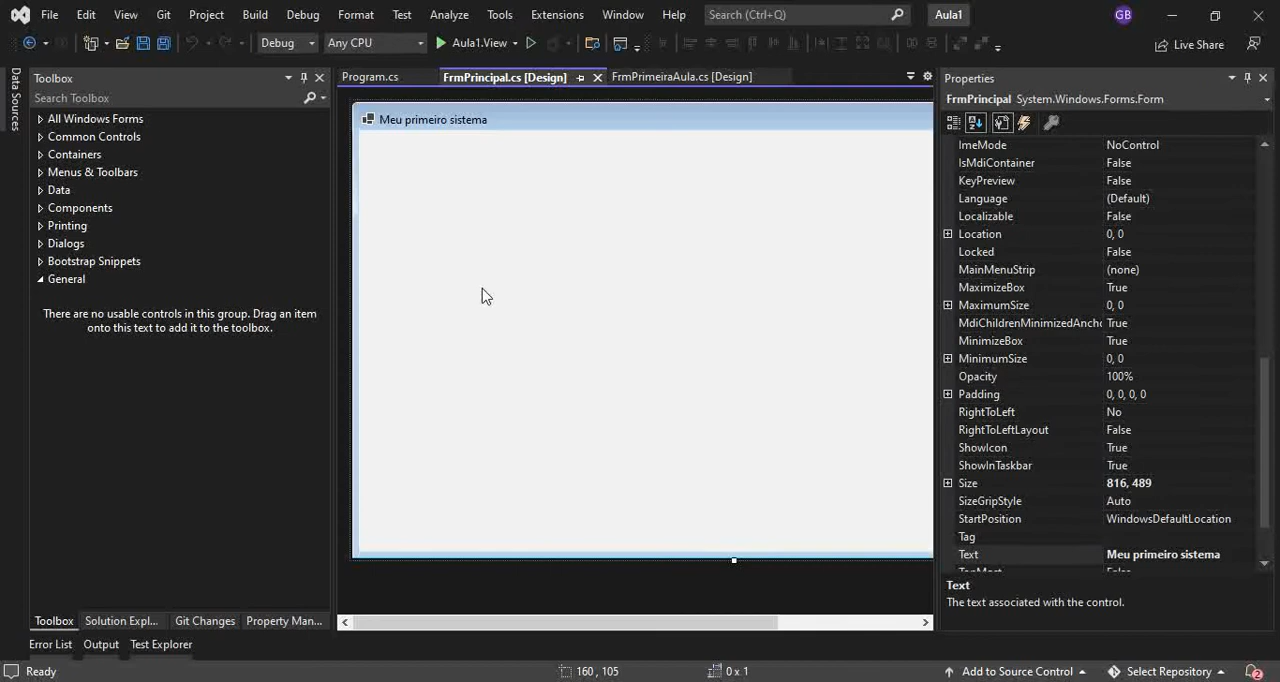 File Edit View Git Project Build Debug Format Test Analyze Tools Extensions Window Help Search (Ctrl+Q) Aula1 GB
Debug Any CPU Aula1.View Live Share
Data Sources
Toolbox
Search Toolbox
All Windows Forms
Common Controls
Containers
Menus & Toolbars
Data
Components
Printing
Dialogs
Bootstrap Snippets
General
There are no usable controls in this group. Drag an item
onto this text to add it to the toolbox.
Toolbox Solution Expl... Git Changes Property Man...
Program.cs FrmPrincipal.cs [Design] FrmPrimeiraAula.cs [Design]
Meu primeiro sistema
Properties
FrmPrincipal System.Windows.Forms.Form
ImeMode NoControl
IsMdiContainer False
KeyPreview False
Language (Default)
Localizable False
Location 0, 0
Locked False
MainMenuStrip (none)
MaximizeBox True
MaximumSize 0, 0
MdiChildrenMinimizedAncho True
MinimizeBox True
MinimumSize 0, 0
Opacity 100%
Padding 0, 0, 0, 0
RightToLeft No
RightToLeftLayout False
ShowIcon True
ShowInTaskbar True
Size 816, 489
SizeGripStyle Auto
StartPosition WindowsDefaultLocation
Tag
Text Meu primeiro sistema
Text
The text associated with the control.
Error List Output Test Explorer
Ready 160 , 105 0 x 1 Add to Source Control Select Repository 2